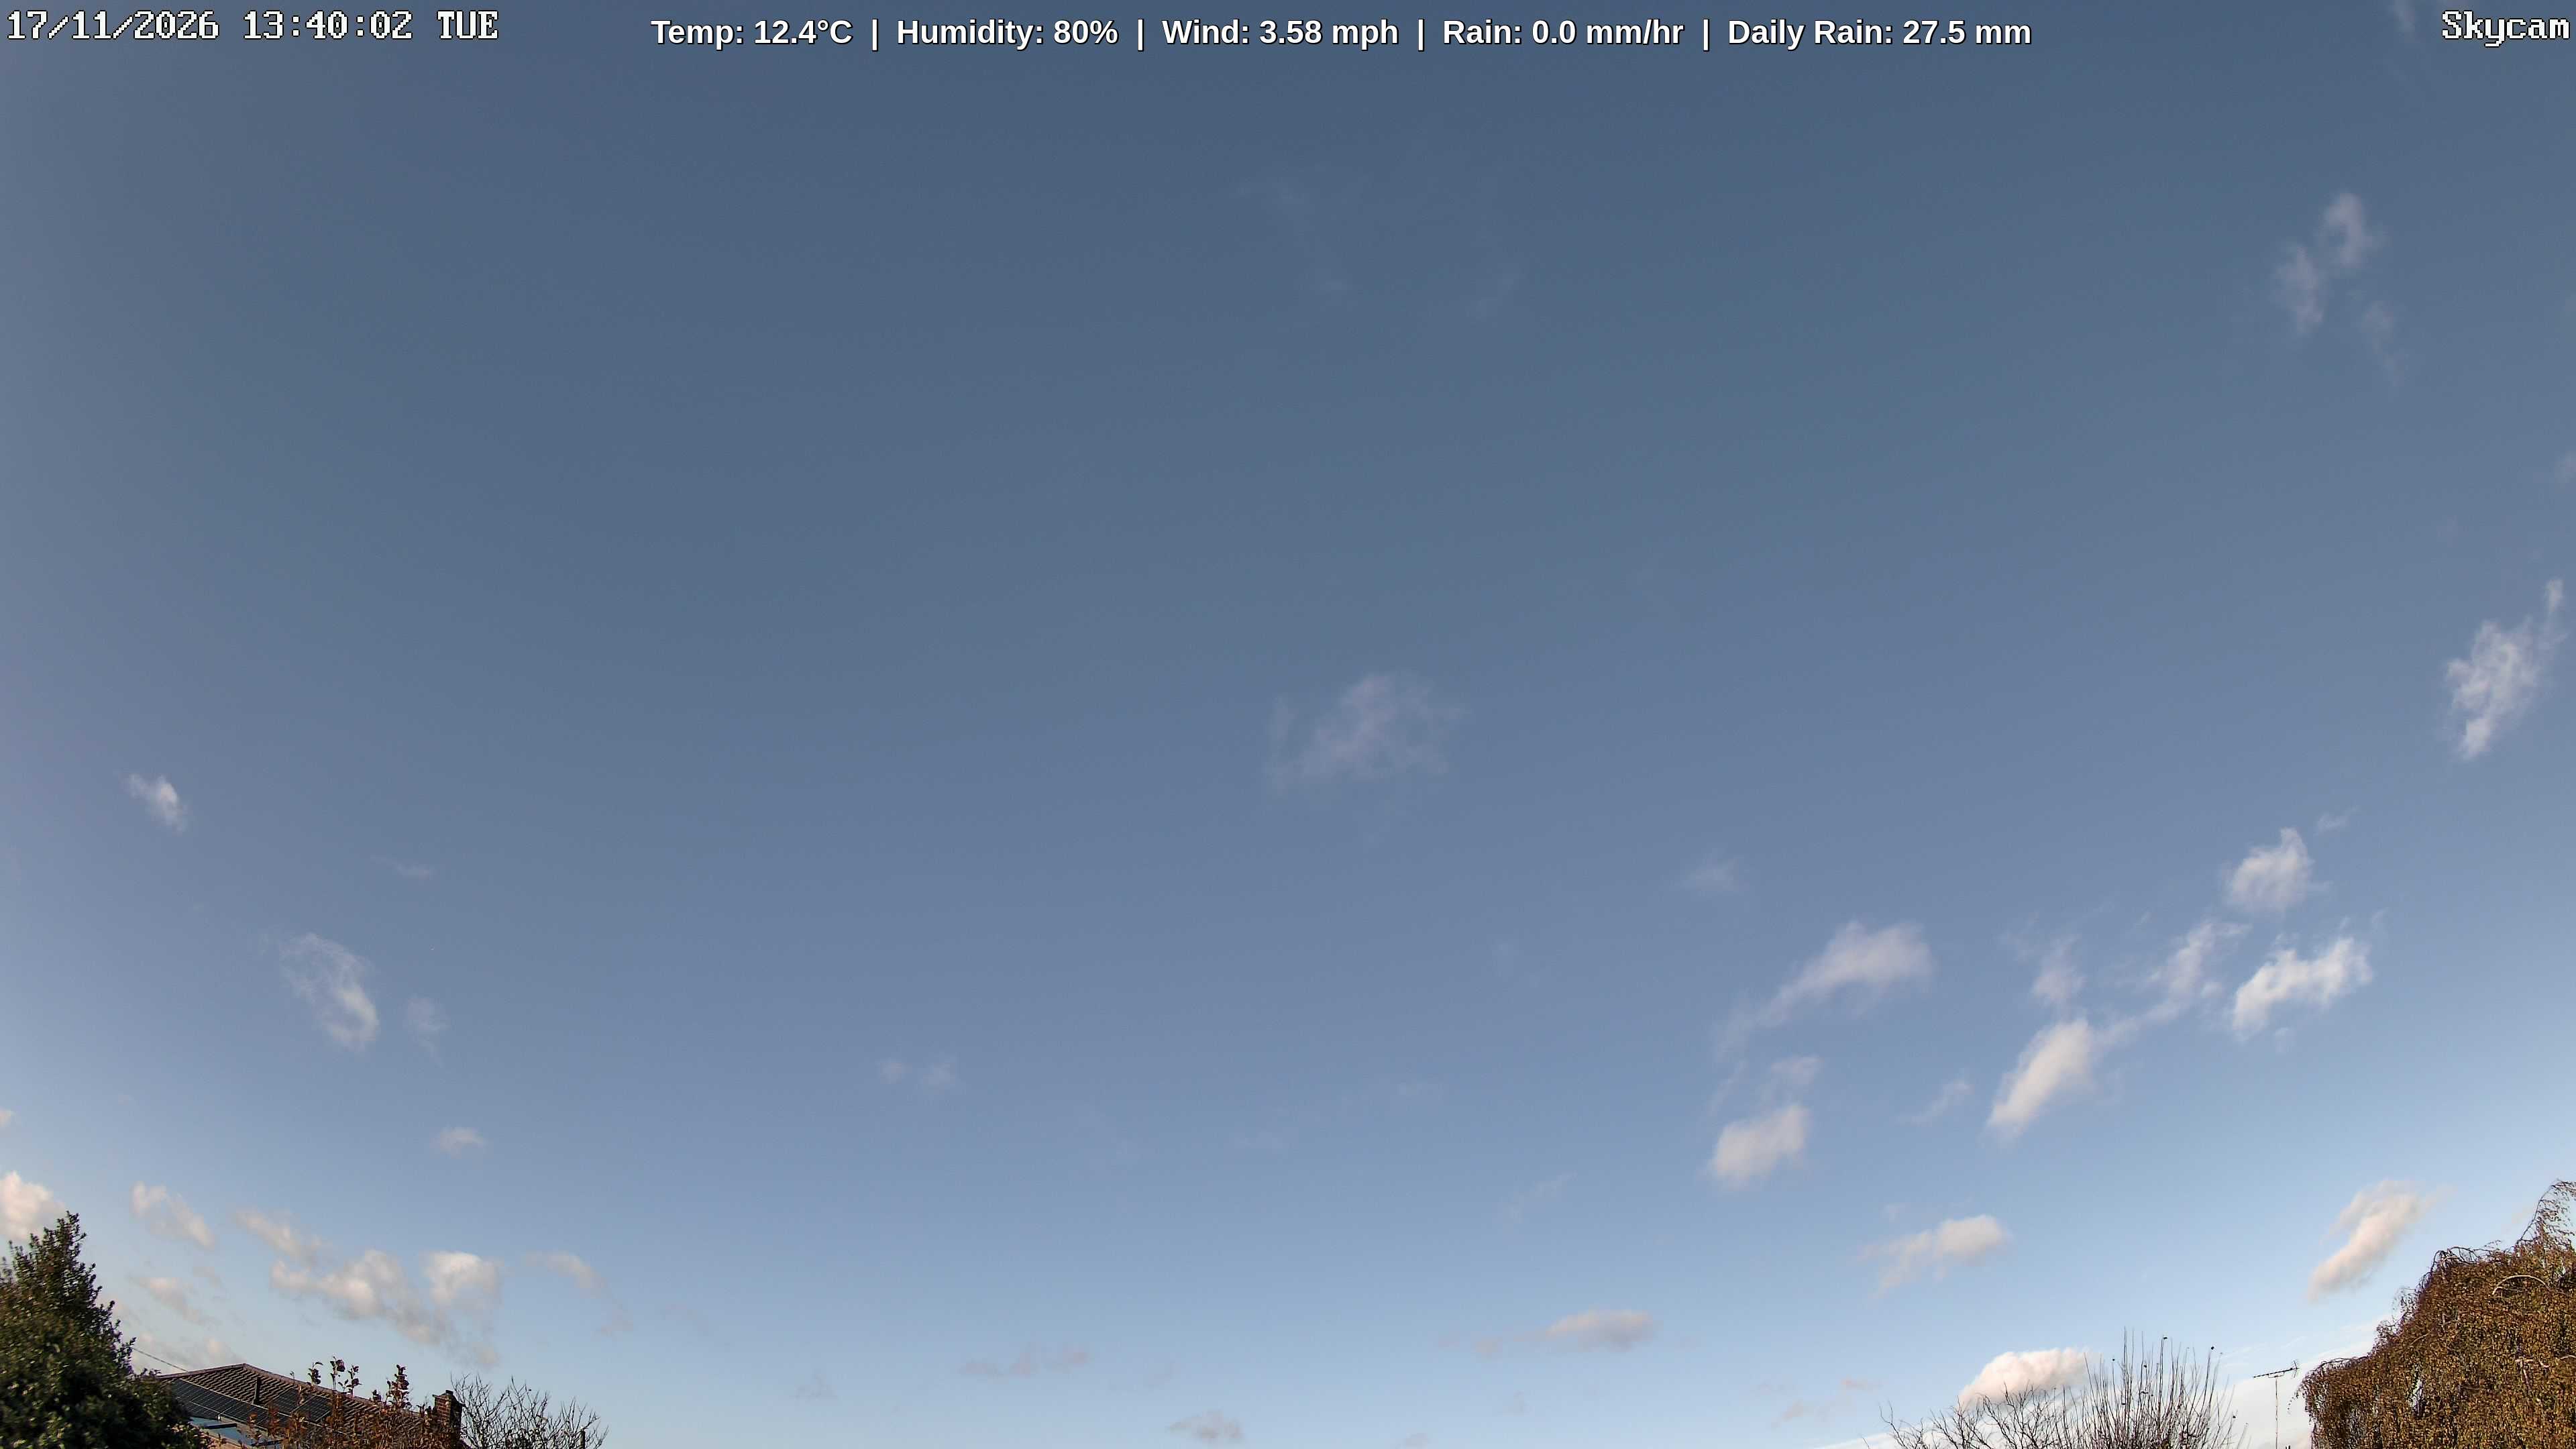 17/11/2026 13:40:02 TUE
Temp: 12.4°C | Humidity: 80% | Wind: 3.58 mph | Rain: 0.0 mm/hr | Daily Rain: 27.5 mm
Skycam